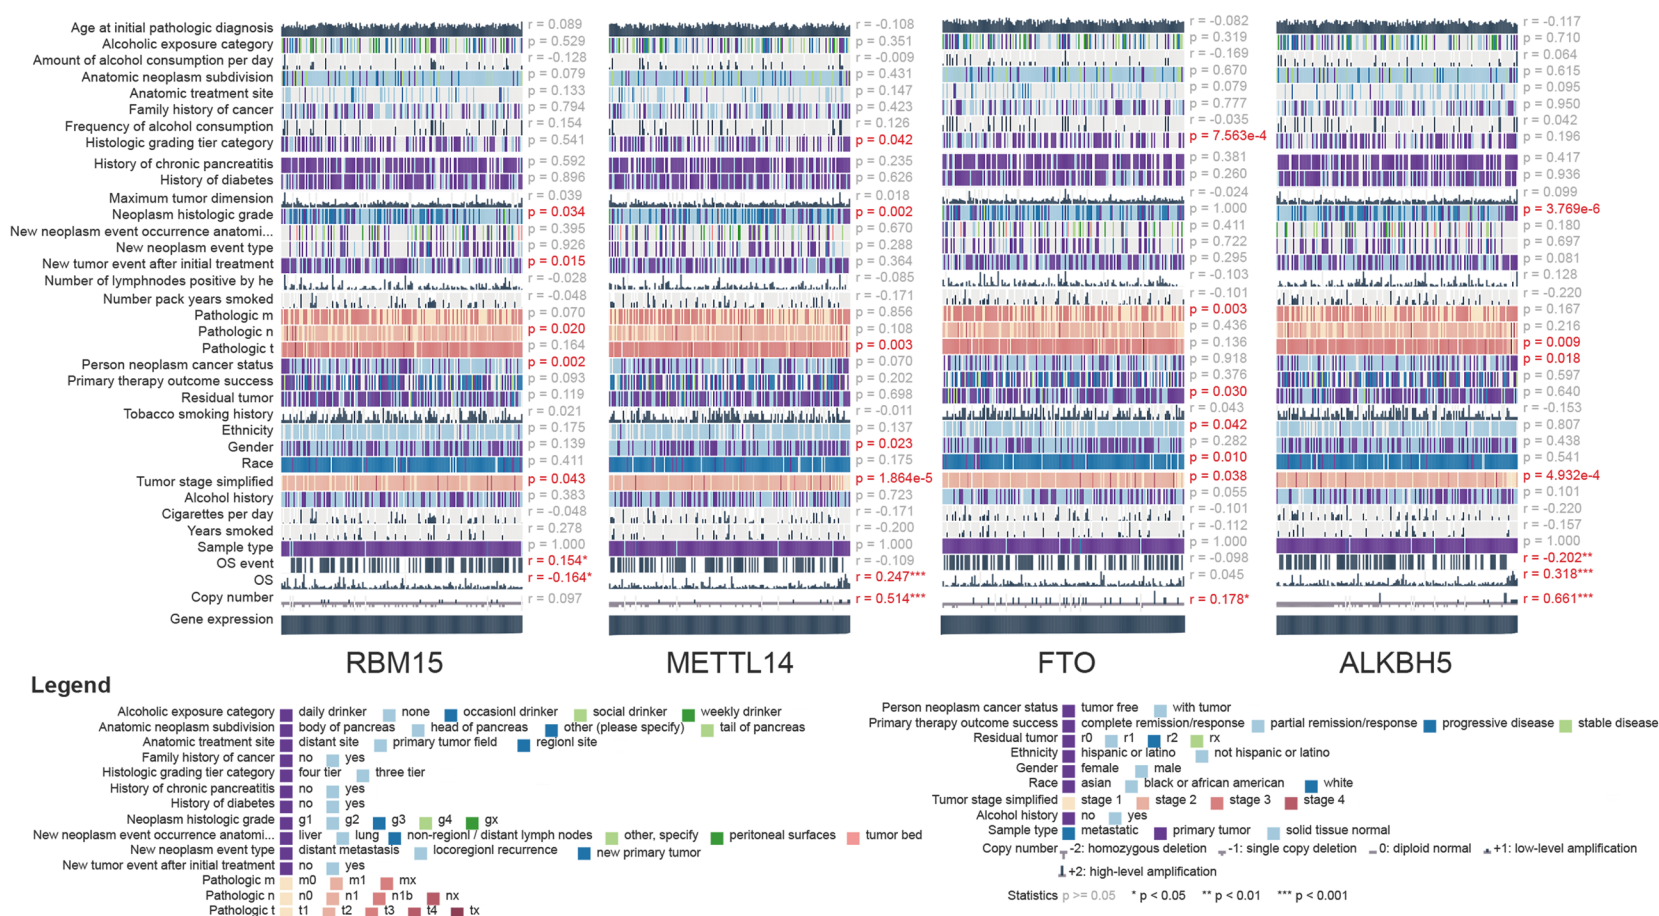 Age at initial pathologic diagnosis r = 0.089 r = -0.108 r = -0.082 r = -0.117
Alcoholic exposure category p = 0.529 p = 0.351 p = 0.319 p = 0.710
Amount of alcohol consumption per day r = -0.128 r = -0.009 r = -0.169 r = 0.064
Anatomic neoplasm subdivision p = 0.079 p = 0.431 p = 0.670 p = 0.615
Anatomic treatment site p = 0.133 p = 0.147 p = 0.079 p = 0.095
Family history of cancer p = 0.794 p = 0.423 p = 0.777 p = 0.950
Frequency of alcohol consumption r = 0.154 r = 0.126 r = -0.035 r = 0.042
Histologic grading tier category p = 0.541 p = 0.042 p = 7.563e-4 p = 0.196
History of chronic pancreatitis p = 0.592 p = 0.235 p = 0.381 p = 0.417
History of diabetes p = 0.896 p = 0.626 p = 0.260 p = 0.936
Maximum tumor dimension r = 0.039 r = 0.018 r = -0.024 r = 0.099
Neoplasm histologic grade p = 0.034 p = 0.002 p = 1.000 p = 3.769e-6
New neoplasm event occurrence anatomi... p = 0.395 p = 0.670 p = 0.411 p = 0.180
New neoplasm event type p = 0.926 p = 0.288 p = 0.722 p = 0.697
New tumor event after initial treatment p = 0.015 p = 0.364 p = 0.295 p = 0.081
Number of lymphnodes positive by he r = -0.028 r = -0.085 r = -0.103 r = 0.128
Number pack years smoked r = -0.048 r = -0.171 r = -0.101 r = -0.220
Pathologic m p = 0.070 p = 0.856 p = 0.003 p = 0.167
Pathologic n p = 0.020 p = 0.108 p = 0.436 p = 0.216
Pathologic t p = 0.164 p = 0.003 p = 0.136 p = 0.009
Person neoplasm cancer status p = 0.002 p = 0.070 p = 0.918 p = 0.018
Primary therapy outcome success p = 0.093 p = 0.202 p = 0.376 p = 0.597
Residual tumor p = 0.119 p = 0.698 p = 0.030 p = 0.640
Tobacco smoking history r = 0.021 r = -0.011 r = 0.043 r = -0.153
Ethnicity p = 0.175 p = 0.137 p = 0.042 p = 0.807
Gender p = 0.139 p = 0.023 p = 0.282 p = 0.438
Race p = 0.411 p = 0.175 p = 0.010 p = 0.541
Tumor stage simplified p = 0.043 p = 1.864e-5 p = 0.038 p = 4.932e-4
Alcohol history p = 0.383 p = 0.723 p = 0.055 p = 0.101
Cigarettes per day r = -0.048 r = -0.171 r = -0.101 r = -0.220
Years smoked r = 0.278 r = -0.200 r = -0.112 r = -0.157
Sample type p = 1.000 p = 1.000 p = 1.000 p = 1.000
OS event r = 0.154* r = -0.109 r = -0.098 r = -0.202**
OS r = -0.164* r = 0.247*** r = 0.045 r = 0.318***
Copy number r = 0.097 r = 0.514*** r = 0.178* r = 0.661***
Gene expression
RBM15 METTL14 FTO ALKBH5
Legend
Alcoholic exposure category daily drinker none occasionl drinker social drinker weekly drinker
Anatomic neoplasm subdivision body of pancreas head of pancreas other (please specify) tail of pancreas
Anatomic treatment site distant site primary tumor field regionl site
Family history of cancer no yes
Histologic grading tier category four tier three tier
History of chronic pancreatitis no yes
History of diabetes no yes
Neoplasm histologic grade g1 g2 g3 g4 gx
New neoplasm event occurrence anatomi... liver lung non-regionl / distant lymph nodes other, specify peritoneal surfaces tumor bed
New neoplasm event type distant metastasis locoregionl recurrence new primary tumor
New tumor event after initial treatment no yes
Pathologic m m0 m1 mx
Pathologic n n0 n1 n1b nx
Pathologic t t1 t2 t3 t4 tx
Person neoplasm cancer status tumor free with tumor
Primary therapy outcome success complete remission/response partial remission/response progressive disease stable disease
Residual tumor r0 r1 r2 rx
Ethnicity hispanic or latino not hispanic or latino
Gender female male
Race asian black or african american white
Tumor stage simplified stage 1 stage 2 stage 3 stage 4
Alcohol history no yes
Sample type metastatic primary tumor solid tissue normal
Copy number -2: homozygous deletion -1: single copy deletion 0: diploid normal +1: low-level amplification
+2: high-level amplification
Statistics p >= 0.05 * p < 0.05 ** p < 0.01 *** p < 0.001